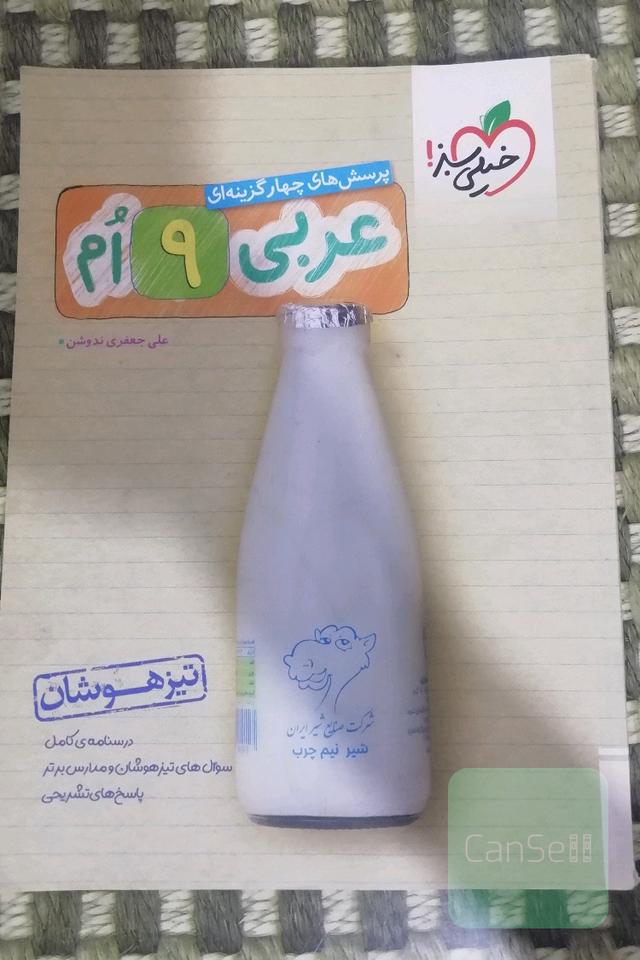 خیلی سبز!
پرسش‌های چهارگزینه‌ای
عربی ۹ اُم
علی جعفری ندوشن
شرکت صنایع شیر ایران
شیر نیم چرب
تیزهوشان
درسنامه‌ی کامل
سوال‌های تیزهوشان و مدارس برتر
پاسخ‌های تشریحی
CanSell